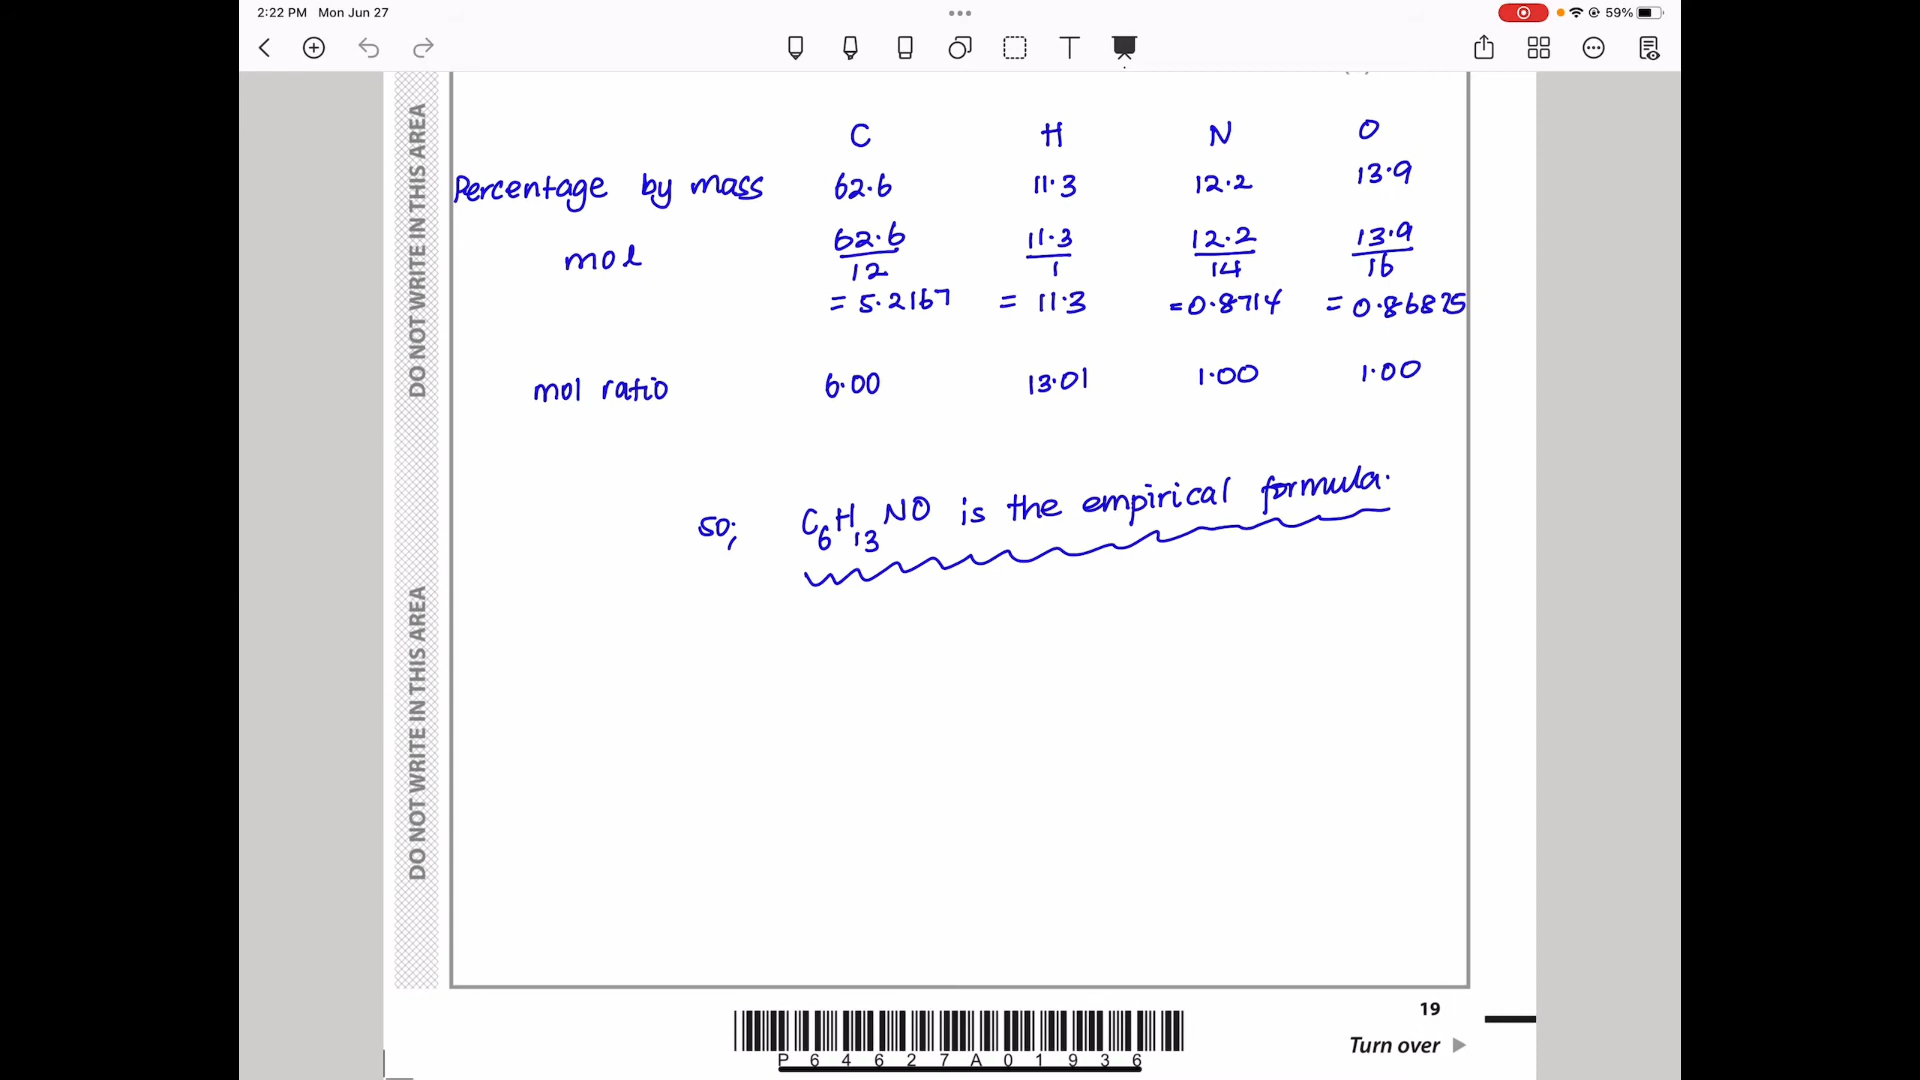 2:22 PM Mon Jun 27
59%
T
DO NOT WRITE IN THIS AREA
DO NOT WRITE IN THIS AREA
C H N O
Percentage by mass 62.6 11.3 12.2 13.9
mol 62.6/12 11.3/1 12.2/14 13.9/16
= 5.2167 = 11.3 = 0.8714 = 0.86875
mol ratio 6.00 13.01 1.00 1.00
so; C6H13NO is the empirical formula.
19
P 6 4 6 2 7 A 0 1 9 3 6
Turn over